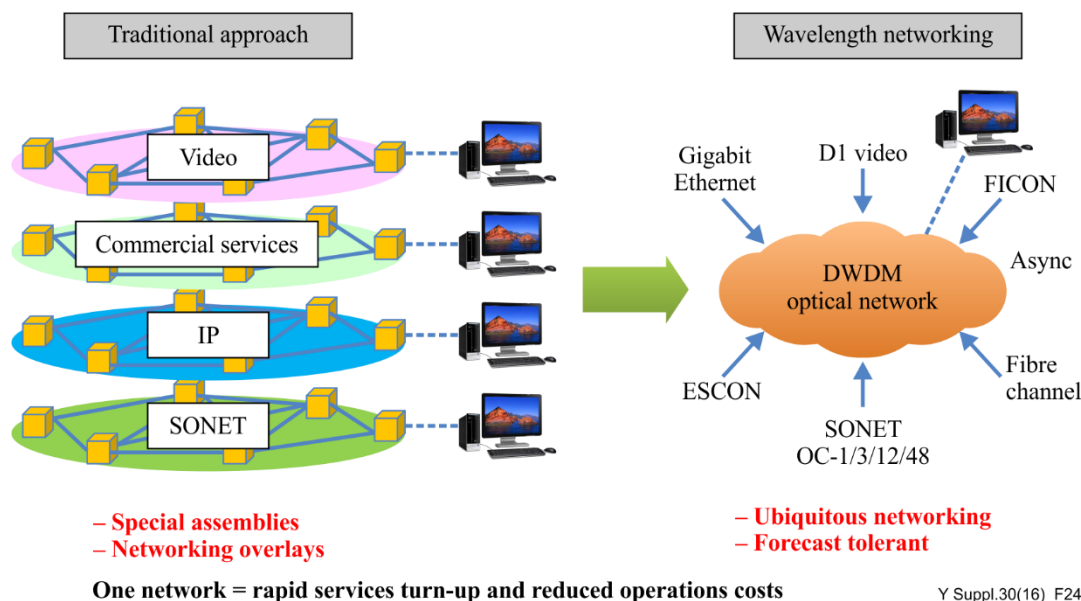 Traditional approach
Wavelength networking
Video
Commercial services
IP
SONET
Gigabit
Ethernet
D1 video
FICON
DWDM
optical network
Async
ESCON
Fibre
channel
SONET
OC-1/3/12/48
– Special assemblies
– Networking overlays
– Ubiquitous networking
– Forecast tolerant
One network = rapid services turn-up and reduced operations costs
Y Suppl.30(16)_F24